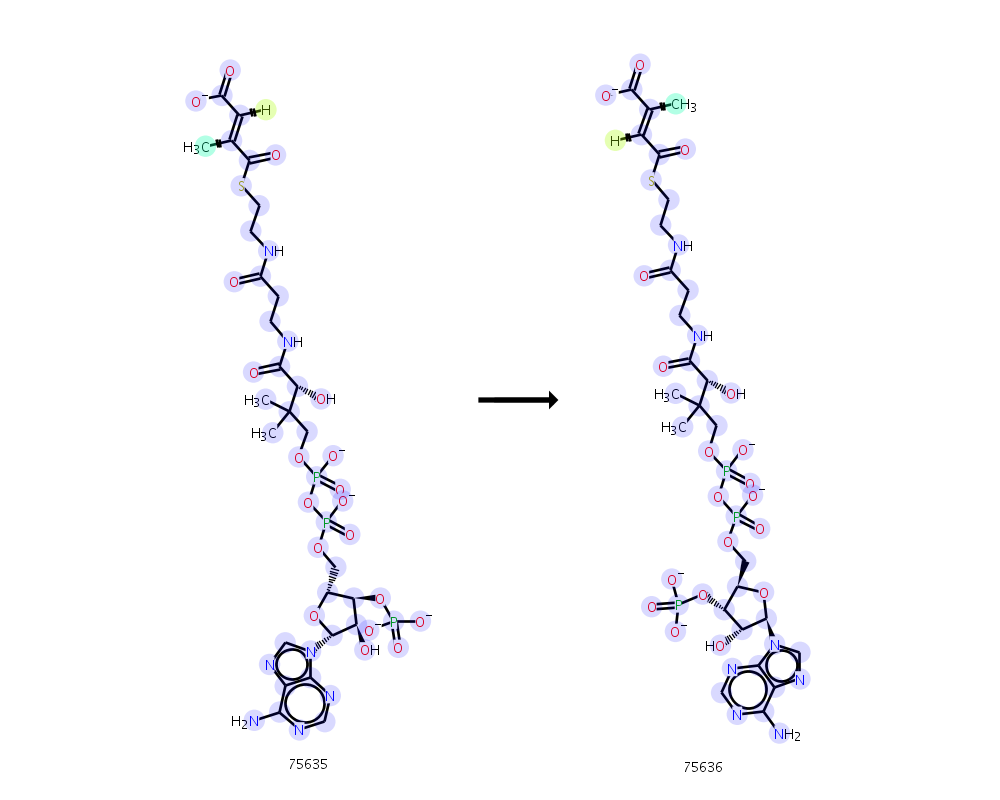 O O
O⁻ H O⁻ CH₃
H₃C O H O
S S
NH NH
O O
NH NH
O O
OH OH
H₃C H₃C
H₃C H₃C
O O⁻ O O⁻
P O P O
O O⁻ O O⁻
P O P O
O O
O O⁻ O⁻ P O O O⁻ O
O P O O⁻ O⁻ OH HO
N N N N
N N N N
H₂N N N NH₂
75635 75636